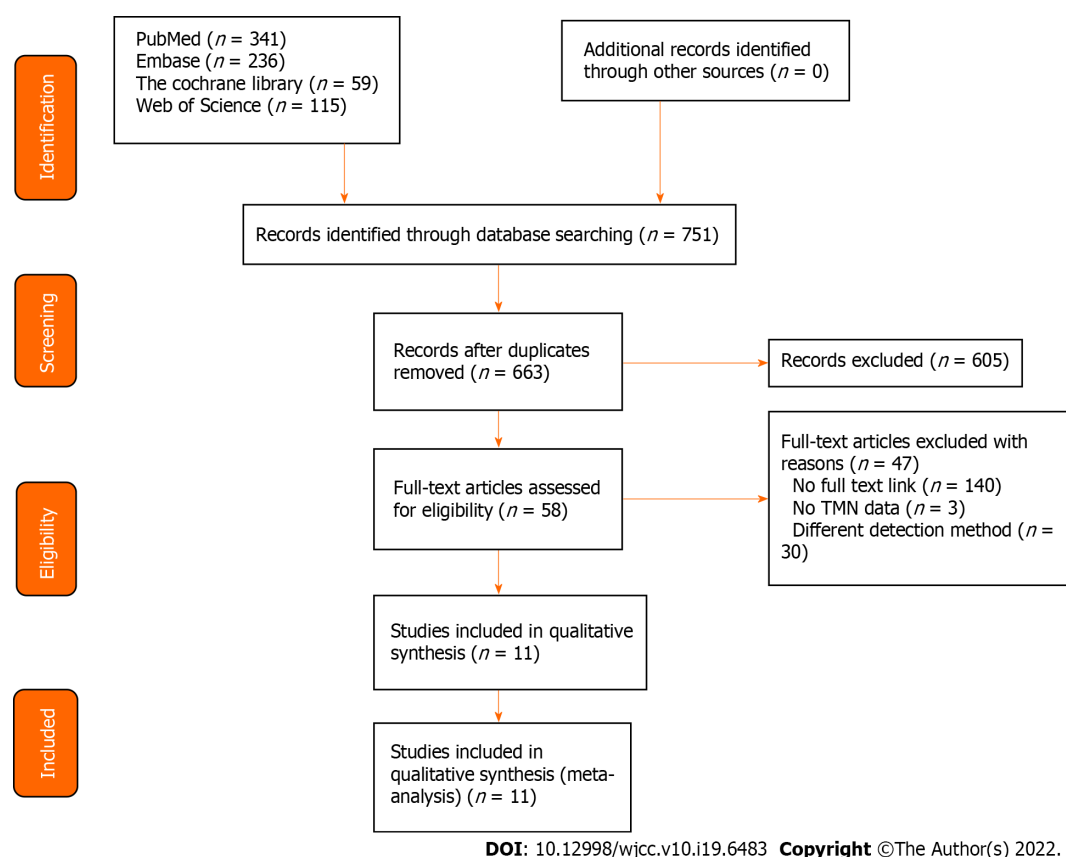 PubMed (n = 341)
Embase (n = 236)
The cochrane library (n = 59)
Web of Science (n = 115)
Additional records identified
through other sources (n = 0)
Identification
Records identified through database searching (n = 751)
Screening
Records after duplicates
removed (n = 663)
Records excluded (n = 605)
Eligibility
Full-text articles assessed
for eligibility (n = 58)
Full-text articles excluded with
reasons (n = 47)
No full text link (n = 140)
No TMN data (n = 3)
Different detection method (n =
30)
Studies included in qualitative
synthesis (n = 11)
Included
Studies included in
qualitative synthesis (meta-
analysis) (n = 11)
DOI: 10.12998/wjcc.v10.i19.6483 Copyright ©The Author(s) 2022.